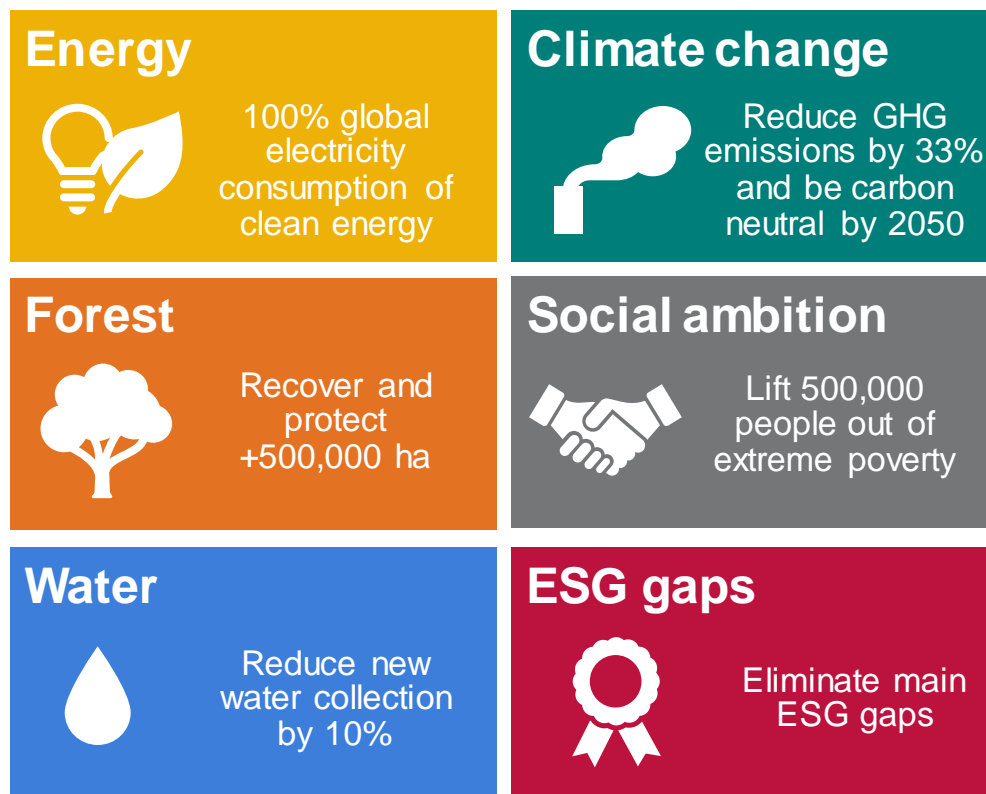 Energy
100% global
electricity
consumption of
clean energy
Climate change
Reduce GHG
emissions by 33%
and be carbon
neutral by 2050
Forest
Recover and
protect
+500,000 ha
Social ambition
Lift 500,000
people out of
extreme poverty
Water
Reduce new
water collection
by 10%
ESG gaps
Eliminate main
ESG gaps